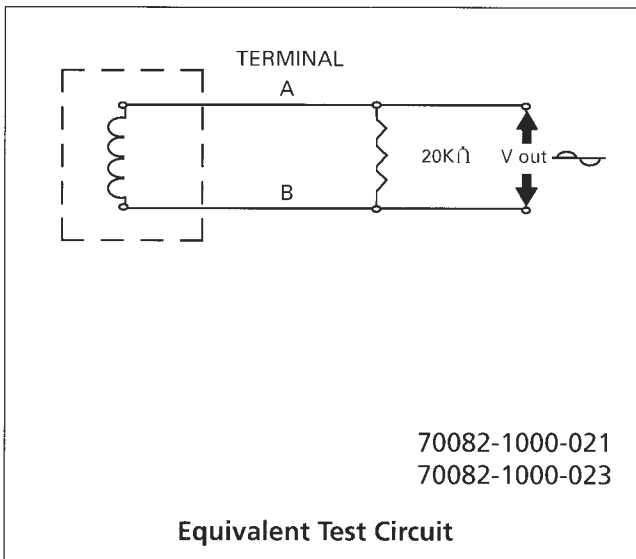 TERMINAL
A
20KΩ V out
B
70082-1000-021
70082-1000-023
Equivalent Test Circuit